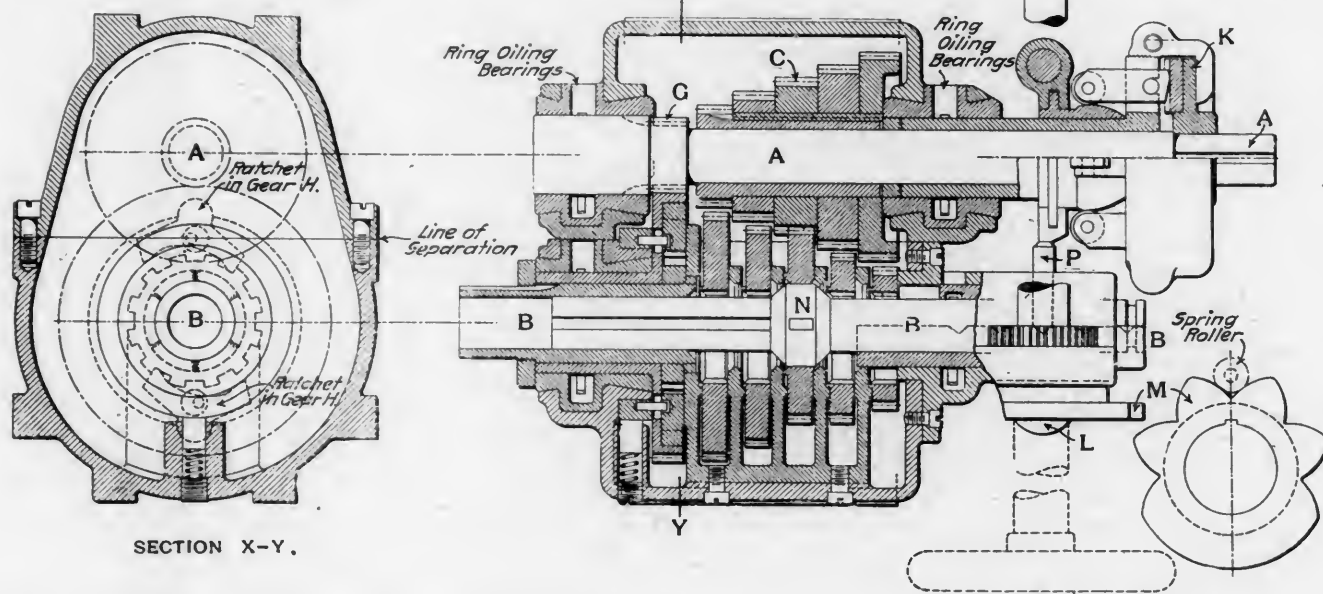 A
Ratchet
in Gear H.
B
Ratchet
in Gear H.
Line of
Separation
SECTION X-Y.
Ring Oiling
Bearings
G
C
Ring
Oiling
Bearings
K
A
A
P
B
N
B
B
Spring
Roller
M
L
Y